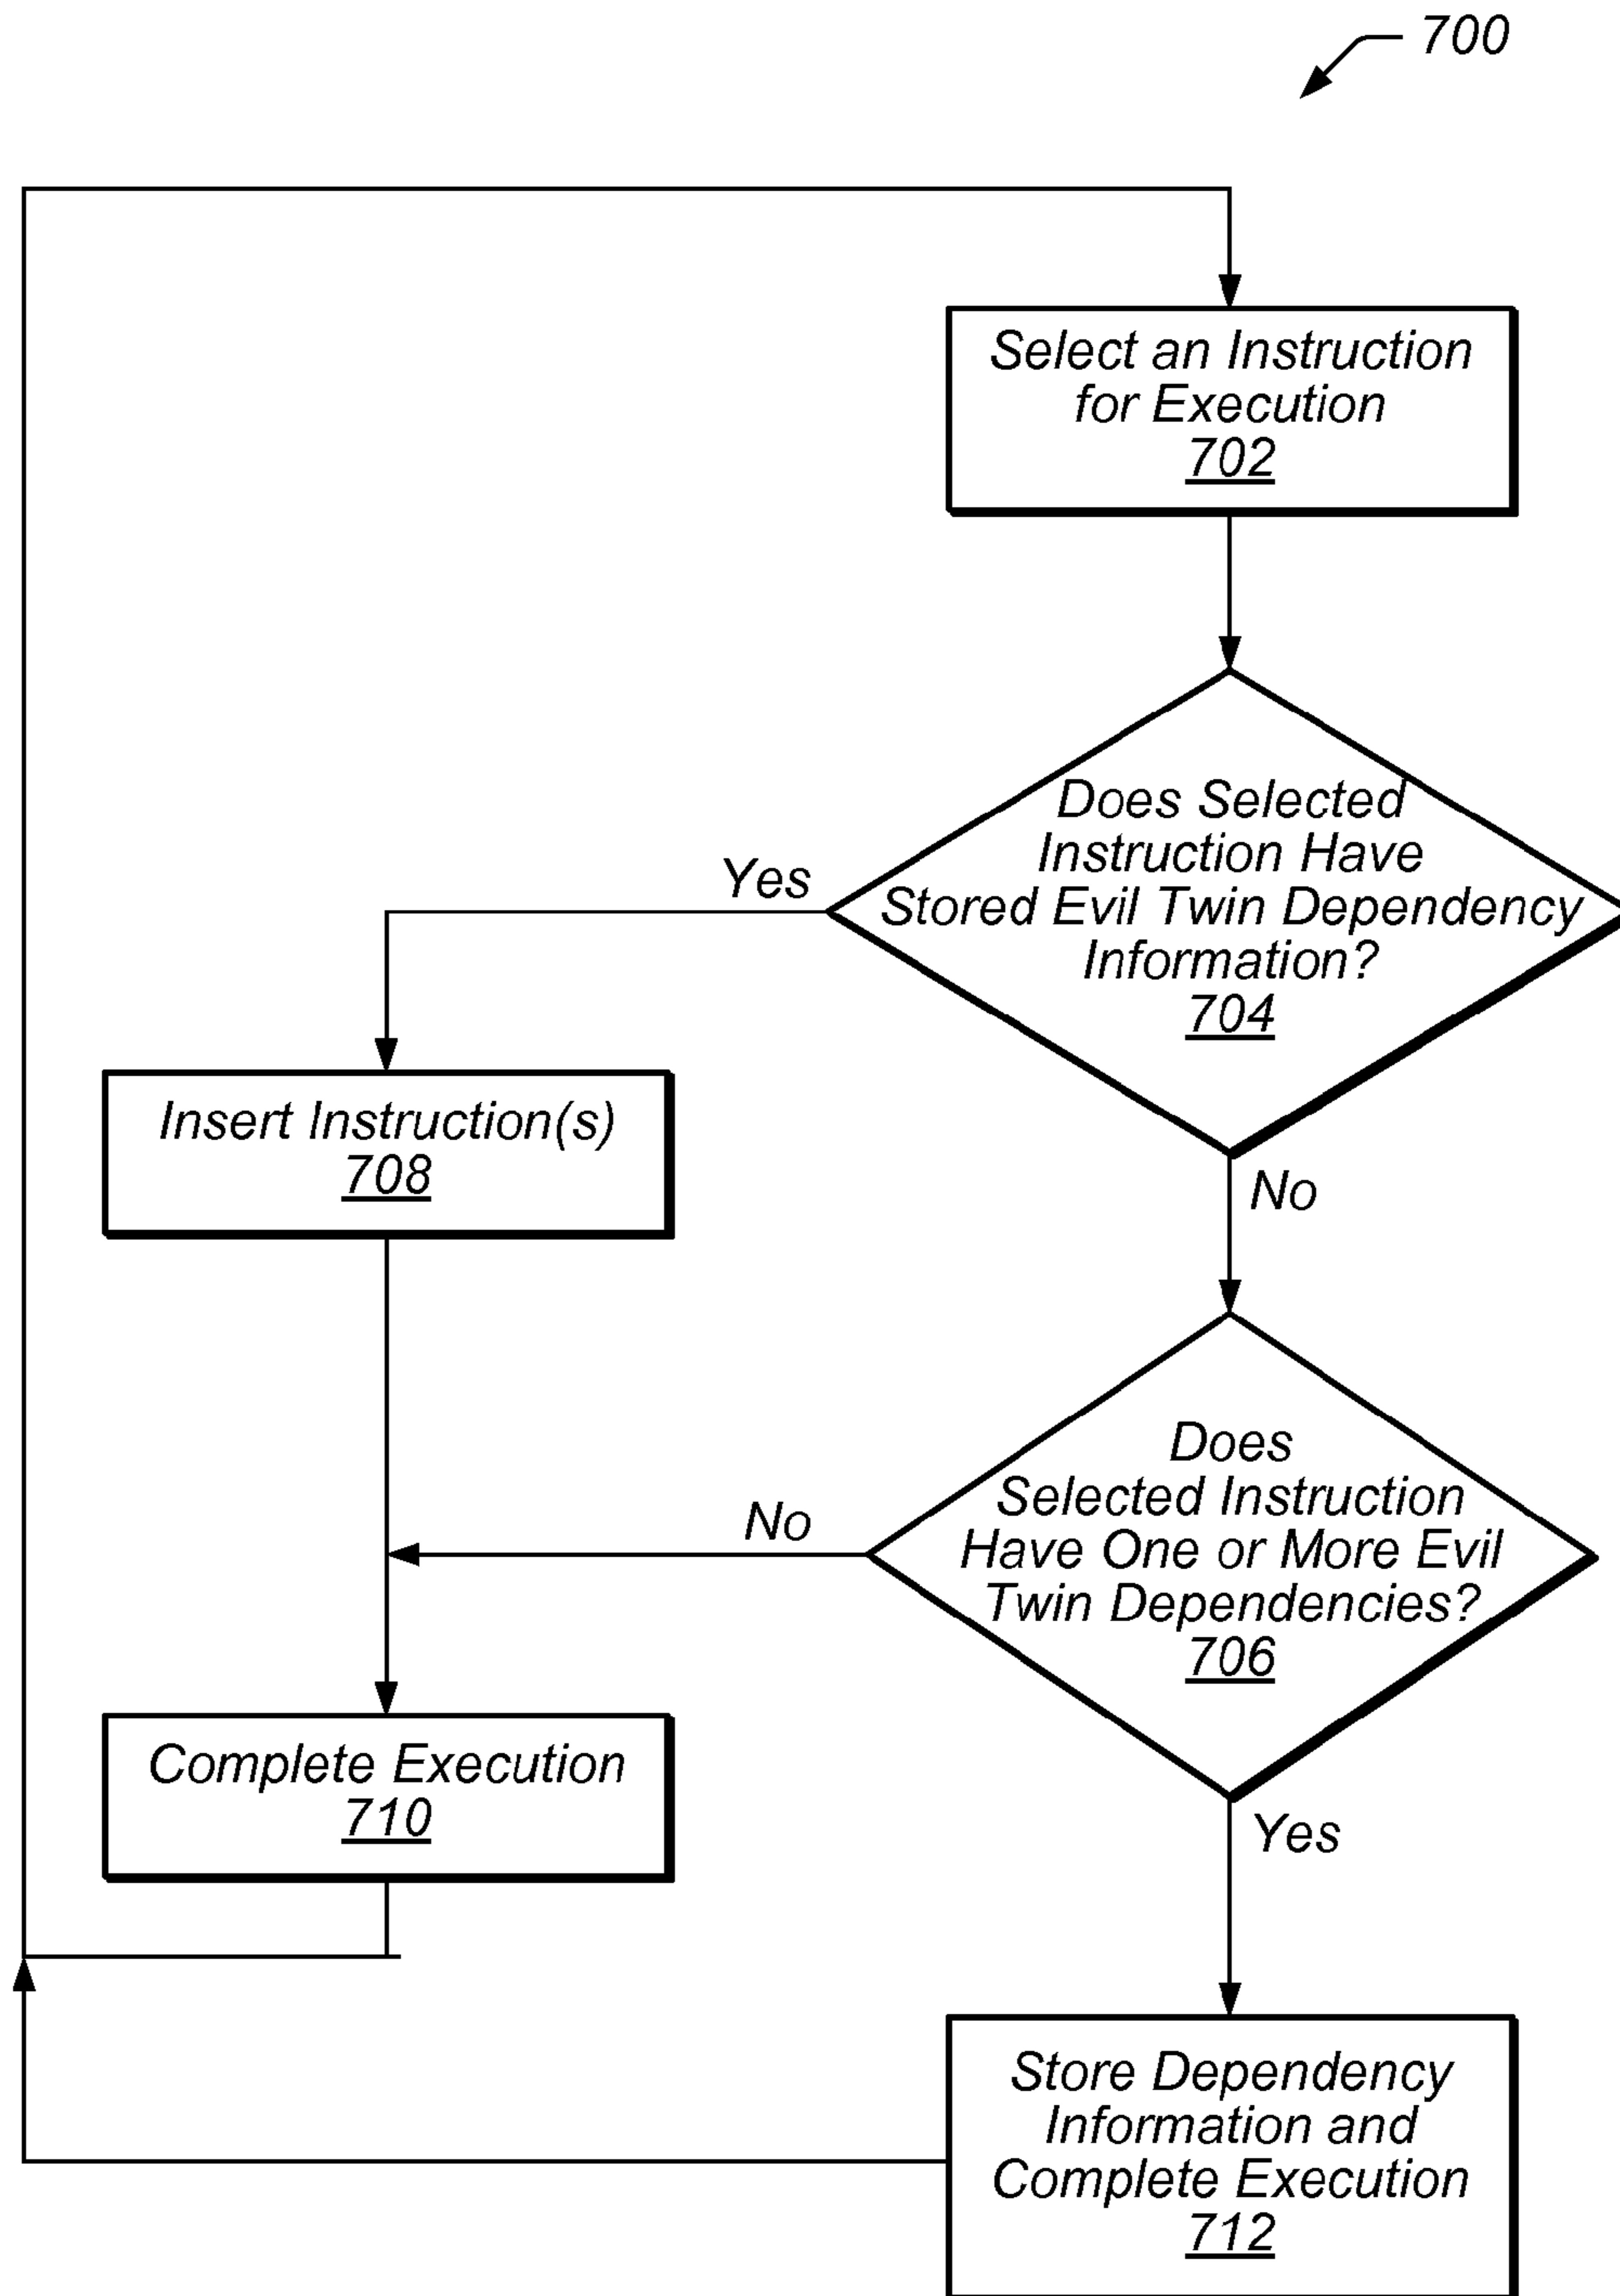 700
Select an Instruction
for Execution
702
Does Selected
Instruction Have
Stored Evil Twin Dependency
Information?
704
Yes
No
Insert Instruction(s)
708
Does
Selected Instruction
Have One or More Evil
Twin Dependencies?
706
No
Yes
Complete Execution
710
Store Dependency
Information and
Complete Execution
712